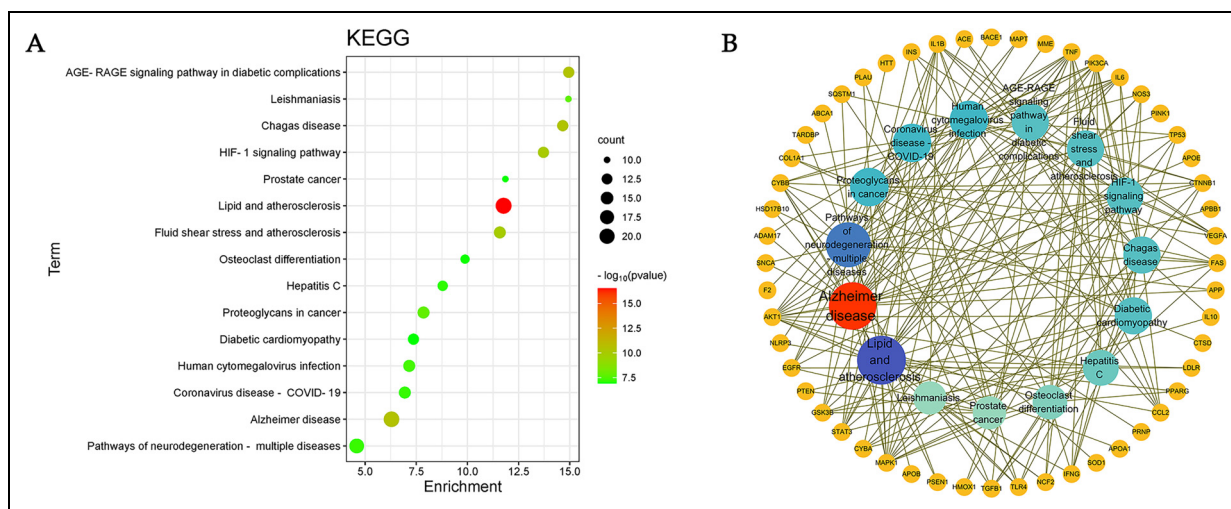 A
KEGG
Term
AGE- RAGE signaling pathway in diabetic complications
Leishmaniasis
Chagas disease
HIF- 1 signaling pathway
Prostate cancer
Lipid and atherosclerosis
Fluid shear stress and atherosclerosis
Osteoclast differentiation
Hepatitis C
Proteoglycans in cancer
Diabetic cardiomyopathy
Human cytomegalovirus infection
Coronavirus disease - COVID- 19
Alzheimer disease
Pathways of neurodegeneration - multiple diseases
5.0 7.5 10.0 12.5 15.0
Enrichment
count
10.0
12.5
15.0
17.5
20.0
- log10(pvalue)
15.0
12.5
10.0
7.5
B
INS
IL1B
ACE
BACE1
MAPT
MME
TNF
PIK3CA
IL6
NOS3
PINK1
TP53
APOE
CTNNB1
APBB1
VEGFA
FAS
APP
IL10
CTSD
LDLR
PPARG
CCL2
PRNP
APOA1
SOD1
IFNG
NCF2
TLR4
TGFB1
HMOX1
PSEN1
APOB
MAPK1
CYBA
STAT3
GSK3B
PTEN
EGFR
NLRP3
AKT1
F2
SNCA
ADAM17
HSD17B10
CYBB
COL1A1
TARDBP
ABCA1
SQSTM1
PLAU
HTT
Human
cytomegalovirus
infection
AGE-RAGE
signaling
pathway
in
diabetic
complications
Fluid
shear
stress
and
atherosclerosis
HIF-1
signaling
pathway
Chagas
disease
Diabetic
cardiomyopathy
Hepatitis
C
Osteoclast
differentiation
Prostate
cancer
Leishmaniasis
Lipid
and
atherosclerosis
Alzheimer
disease
Pathways
of
neurodegeneration
- multiple
diseases
Proteoglycans
in cancer
Coronavirus
disease -
COVID-19